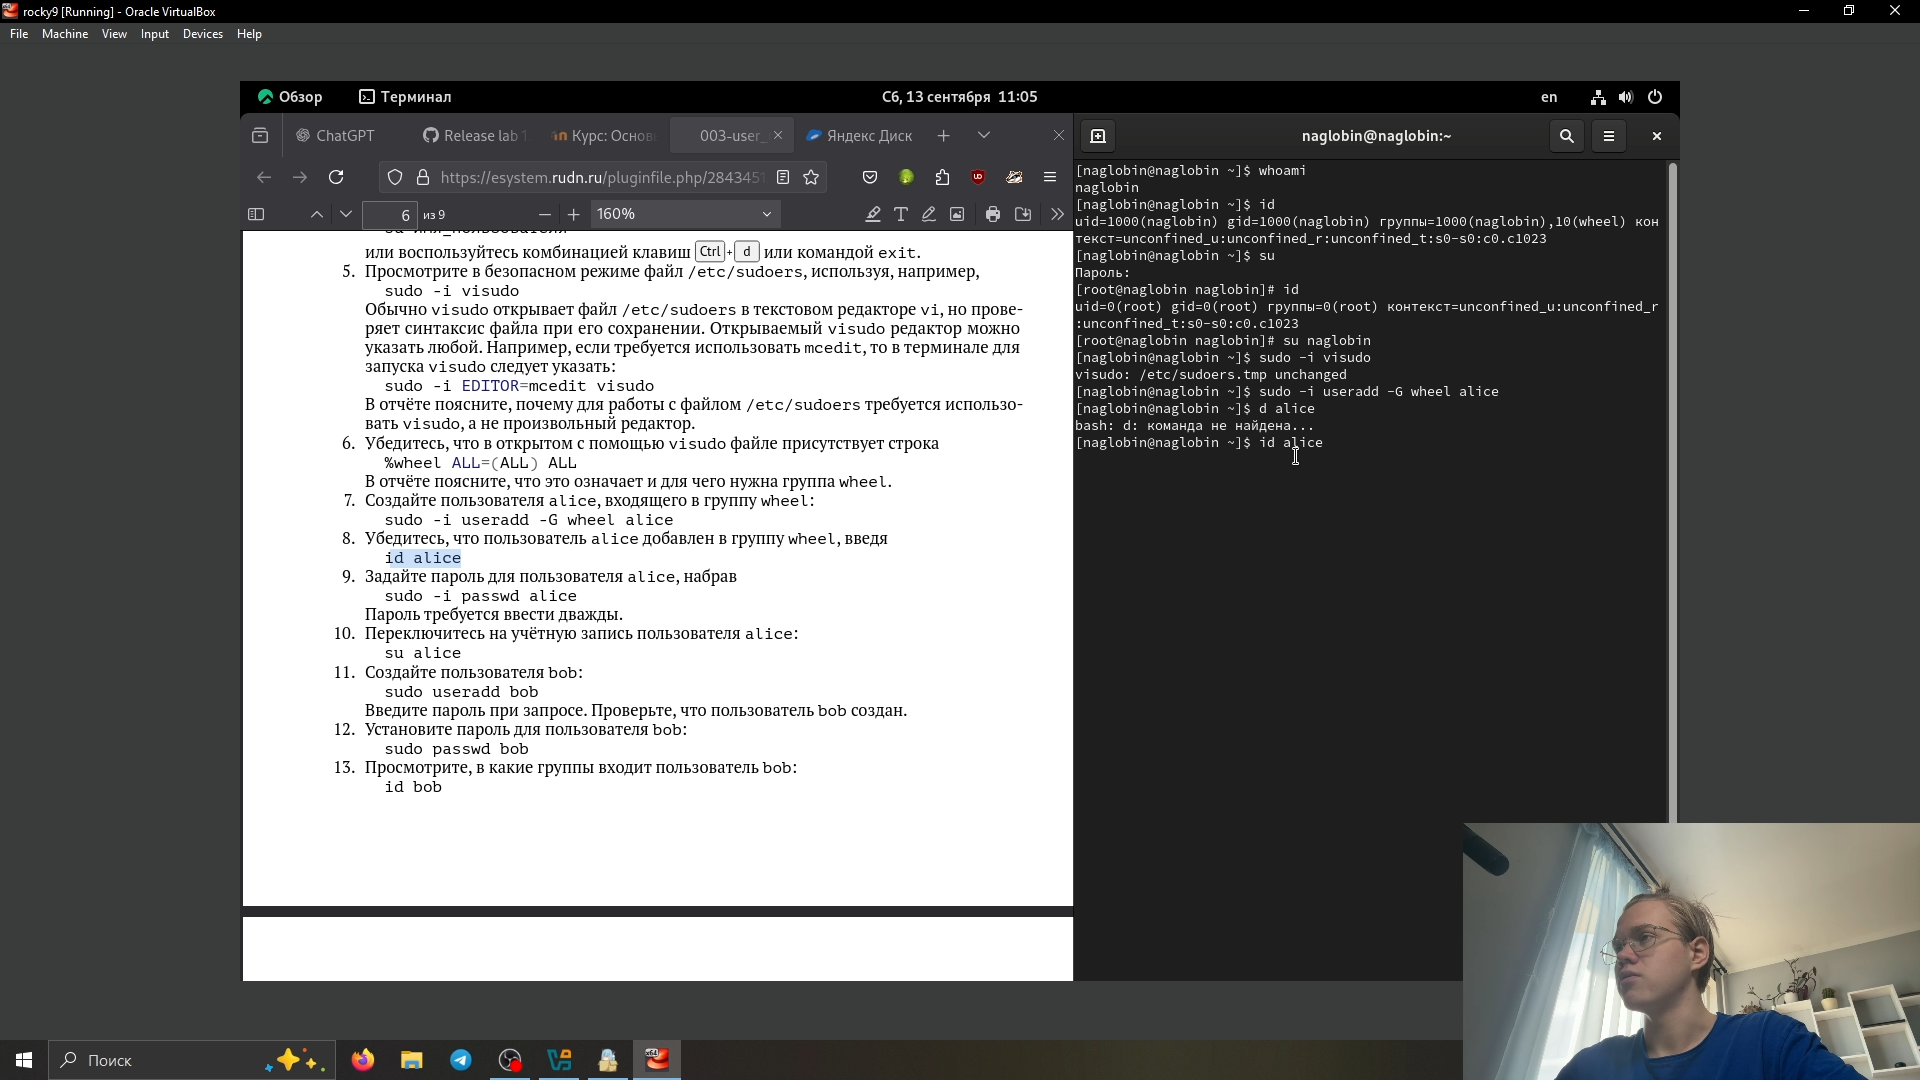 rocky9 [Running] - Oracle VirtualBox
File Machine View Input Devices Help
Обзор Терминал Сб, 13 сентября 11:05 en
ChatGPT Release lab 1 Курс: Основ 003-user_ Яндекс Диск
https://esystem.rudn.ru/pluginfile.php/2843451
6 из 9 160%
или воспользуйтесь комбинацией клавиш Ctrl + d или командой exit.
5. Просмотрите в безопасном режиме файл /etc/sudoers, используя, например,
sudo -i visudo
Обычно visudo открывает файл /etc/sudoers в текстовом редакторе vi, но прове-
ряет синтаксис файла при его сохранении. Открываемый visudo редактор можно
указать любой. Например, если требуется использовать mcedit, то в терминале для
запуска visudo следует указать:
sudo -i EDITOR=mcedit visudo
В отчёте поясните, почему для работы с файлом /etc/sudoers требуется использо-
вать visudo, а не произвольный редактор.
6. Убедитесь, что в открытом с помощью visudo файле присутствует строка
%wheel ALL=(ALL) ALL
В отчёте поясните, что это означает и для чего нужна группа wheel.
7. Создайте пользователя alice, входящего в группу wheel:
sudo -i useradd -G wheel alice
8. Убедитесь, что пользователь alice добавлен в группу wheel, введя
id alice
9. Задайте пароль для пользователя alice, набрав
sudo -i passwd alice
Пароль требуется ввести дважды.
10. Переключитесь на учётную запись пользователя alice:
su alice
11. Создайте пользователя bob:
sudo useradd bob
Введите пароль при запросе. Проверьте, что пользователь bob создан.
12. Установите пароль для пользователя bob:
sudo passwd bob
13. Просмотрите, в какие группы входит пользователь bob:
id bob
naglobin@naglobin:~
[naglobin@naglobin ~]$ whoami
naglobin
[naglobin@naglobin ~]$ id
uid=1000(naglobin) gid=1000(naglobin) группы=1000(naglobin),10(wheel) кон
текст=unconfined_u:unconfined_r:unconfined_t:s0-s0:c0.c1023
[naglobin@naglobin ~]$ su
Пароль:
[root@naglobin naglobin]# id
uid=0(root) gid=0(root) группы=0(root) контекст=unconfined_u:unconfined_r
:unconfined_t:s0-s0:c0.c1023
[root@naglobin naglobin]# su naglobin
[naglobin@naglobin ~]$ sudo -i visudo
visudo: /etc/sudoers.tmp unchanged
[naglobin@naglobin ~]$ sudo -i useradd -G wheel alice
[naglobin@naglobin ~]$ d alice
bash: d: команда не найдена...
[naglobin@naglobin ~]$ id alice
Поиск